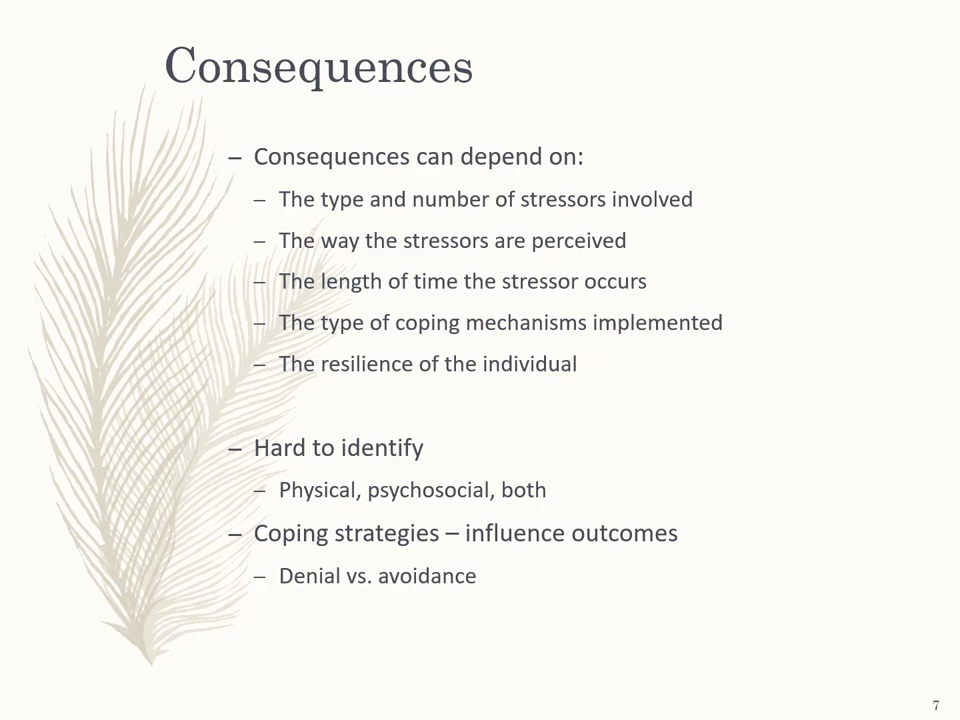 Consequences
– Consequences can depend on:
– The type and number of stressors involved
– The way the stressors are perceived
– The length of time the stressor occurs
– The type of coping mechanisms implemented
– The resilience of the individual
– Hard to identify
– Physical, psychosocial, both
– Coping strategies – influence outcomes
– Denial vs. avoidance
7